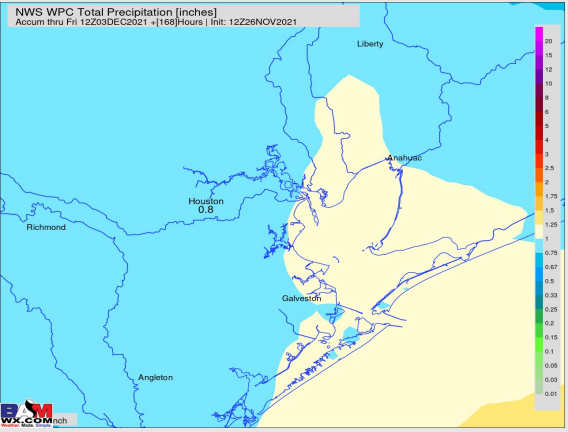 NWS WPC Total Precipitation [inches]
Accum thru Fri 12Z03DEC2021 +[168]Hours | Init: 12Z26NOV2021
Liberty
Anahuac
Houston
0.8
Richmond
Galveston
Angleton
20
15
12
10
8
6
5
4
3
2.5
2
1.75
1.5
1.25
1
0.75
0.67
0.5
0.33
0.25
0.2
0.15
0.1
0.05
0.03
0.01
BAM
WX.COM
Weather. Made. Simple.
nch